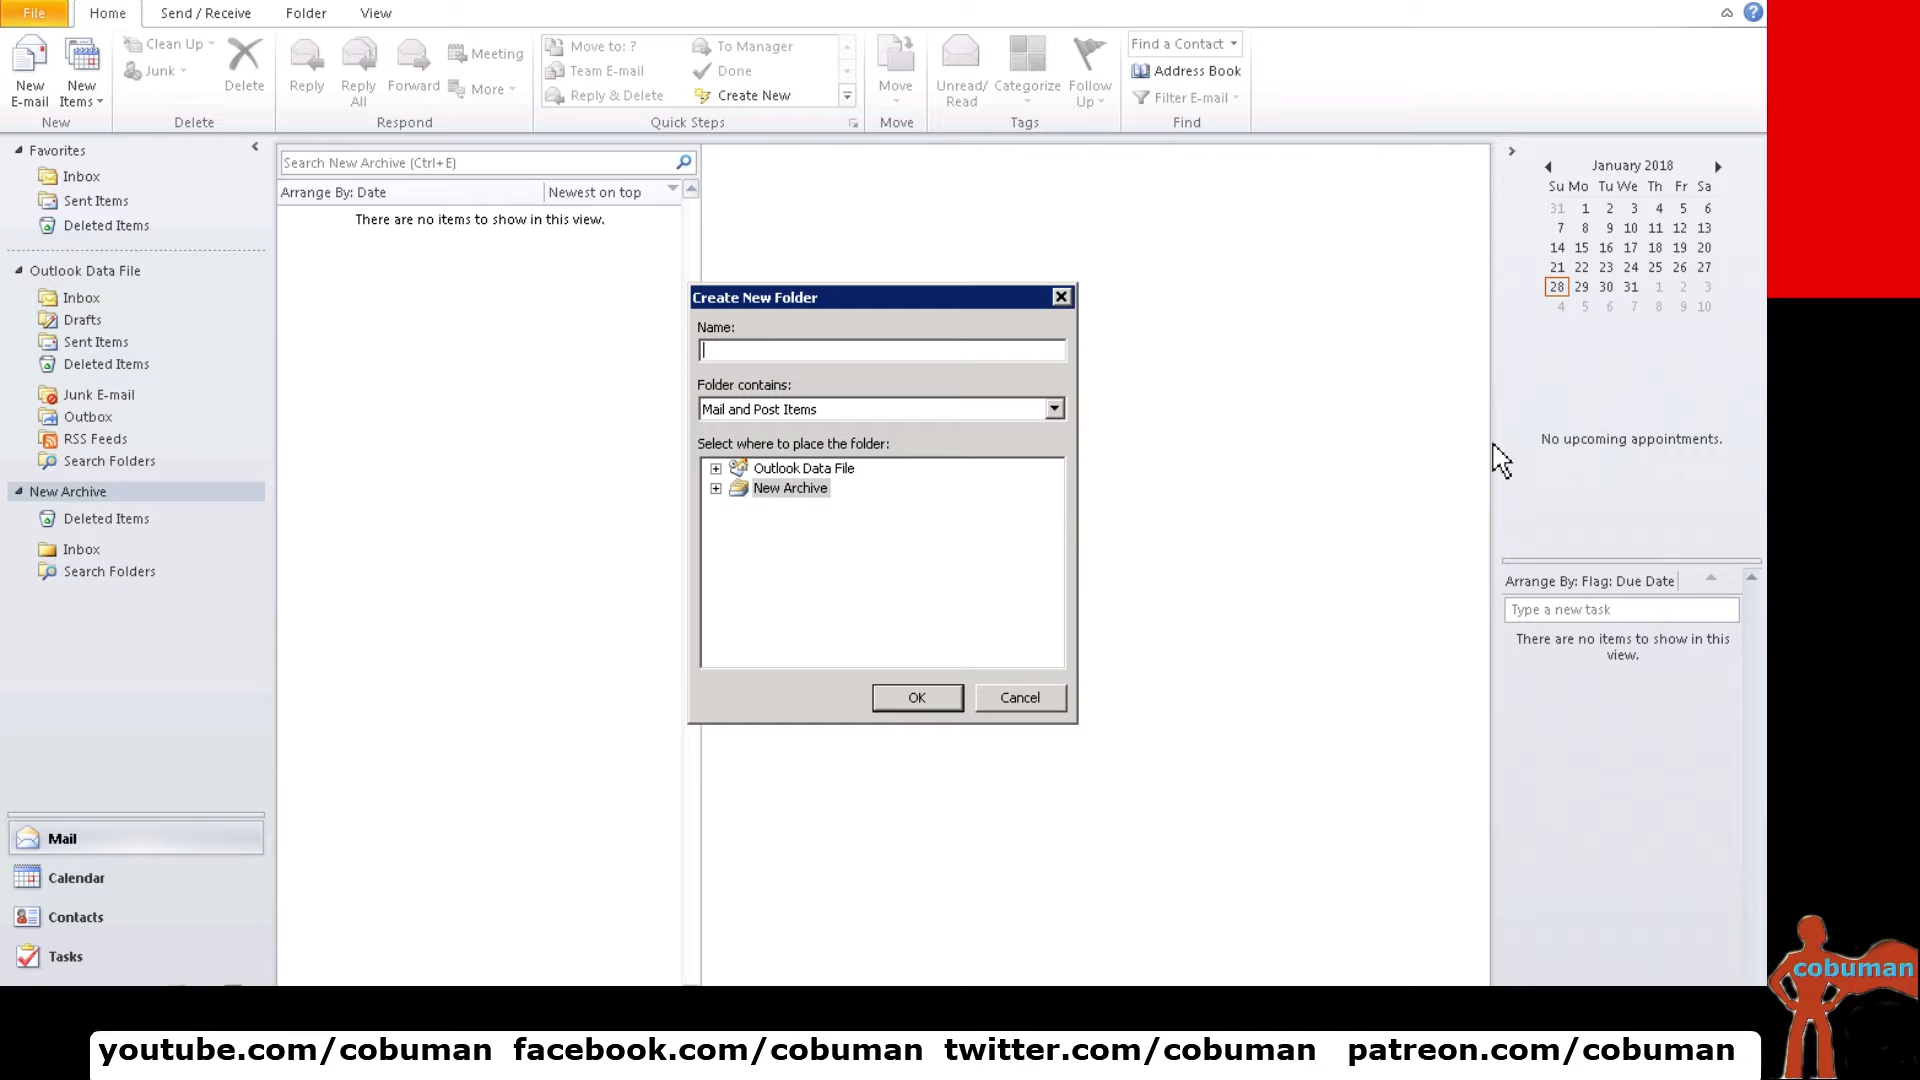 File Home Send / Receive Folder View
New E-mail
New Items
New
Clean Up
Junk
Delete
Delete
Reply
Reply All
Forward
Meeting
More
Respond
Move to: ?
To Manager
Team E-mail
Done
Reply & Delete
Create New
Quick Steps
Move
Move
Unread/ Read
Categorize
Follow Up
Tags
Find a Contact
Address Book
Filter E-mail
Find
Favorites
Inbox
Sent Items
Deleted Items
Outlook Data File
Inbox
Drafts
Sent Items
Deleted Items
Junk E-mail
Outbox
RSS Feeds
Search Folders
New Archive
Deleted Items
Inbox
Search Folders
Mail
Calendar
Contacts
Tasks
Search New Archive (Ctrl+E)
Arrange By: Date Newest on top
There are no items to show in this view.
Create New Folder
Name:
Folder contains:
Mail and Post Items
Select where to place the folder:
Outlook Data File
New Archive
OK Cancel
January 2018
Su Mo Tu We Th Fr Sa
31 1 2 3 4 5 6
7 8 9 10 11 12 13
14 15 16 17 18 19 20
21 22 23 24 25 26 27
28 29 30 31 1 2 3
4 5 6 7 8 9 10
No upcoming appointments.
Arrange By: Flag: Due Date
Type a new task
There are no items to show in this
view.
cobuman
youtube.com/cobuman facebook.com/cobuman twitter.com/cobuman patreon.com/cobuman